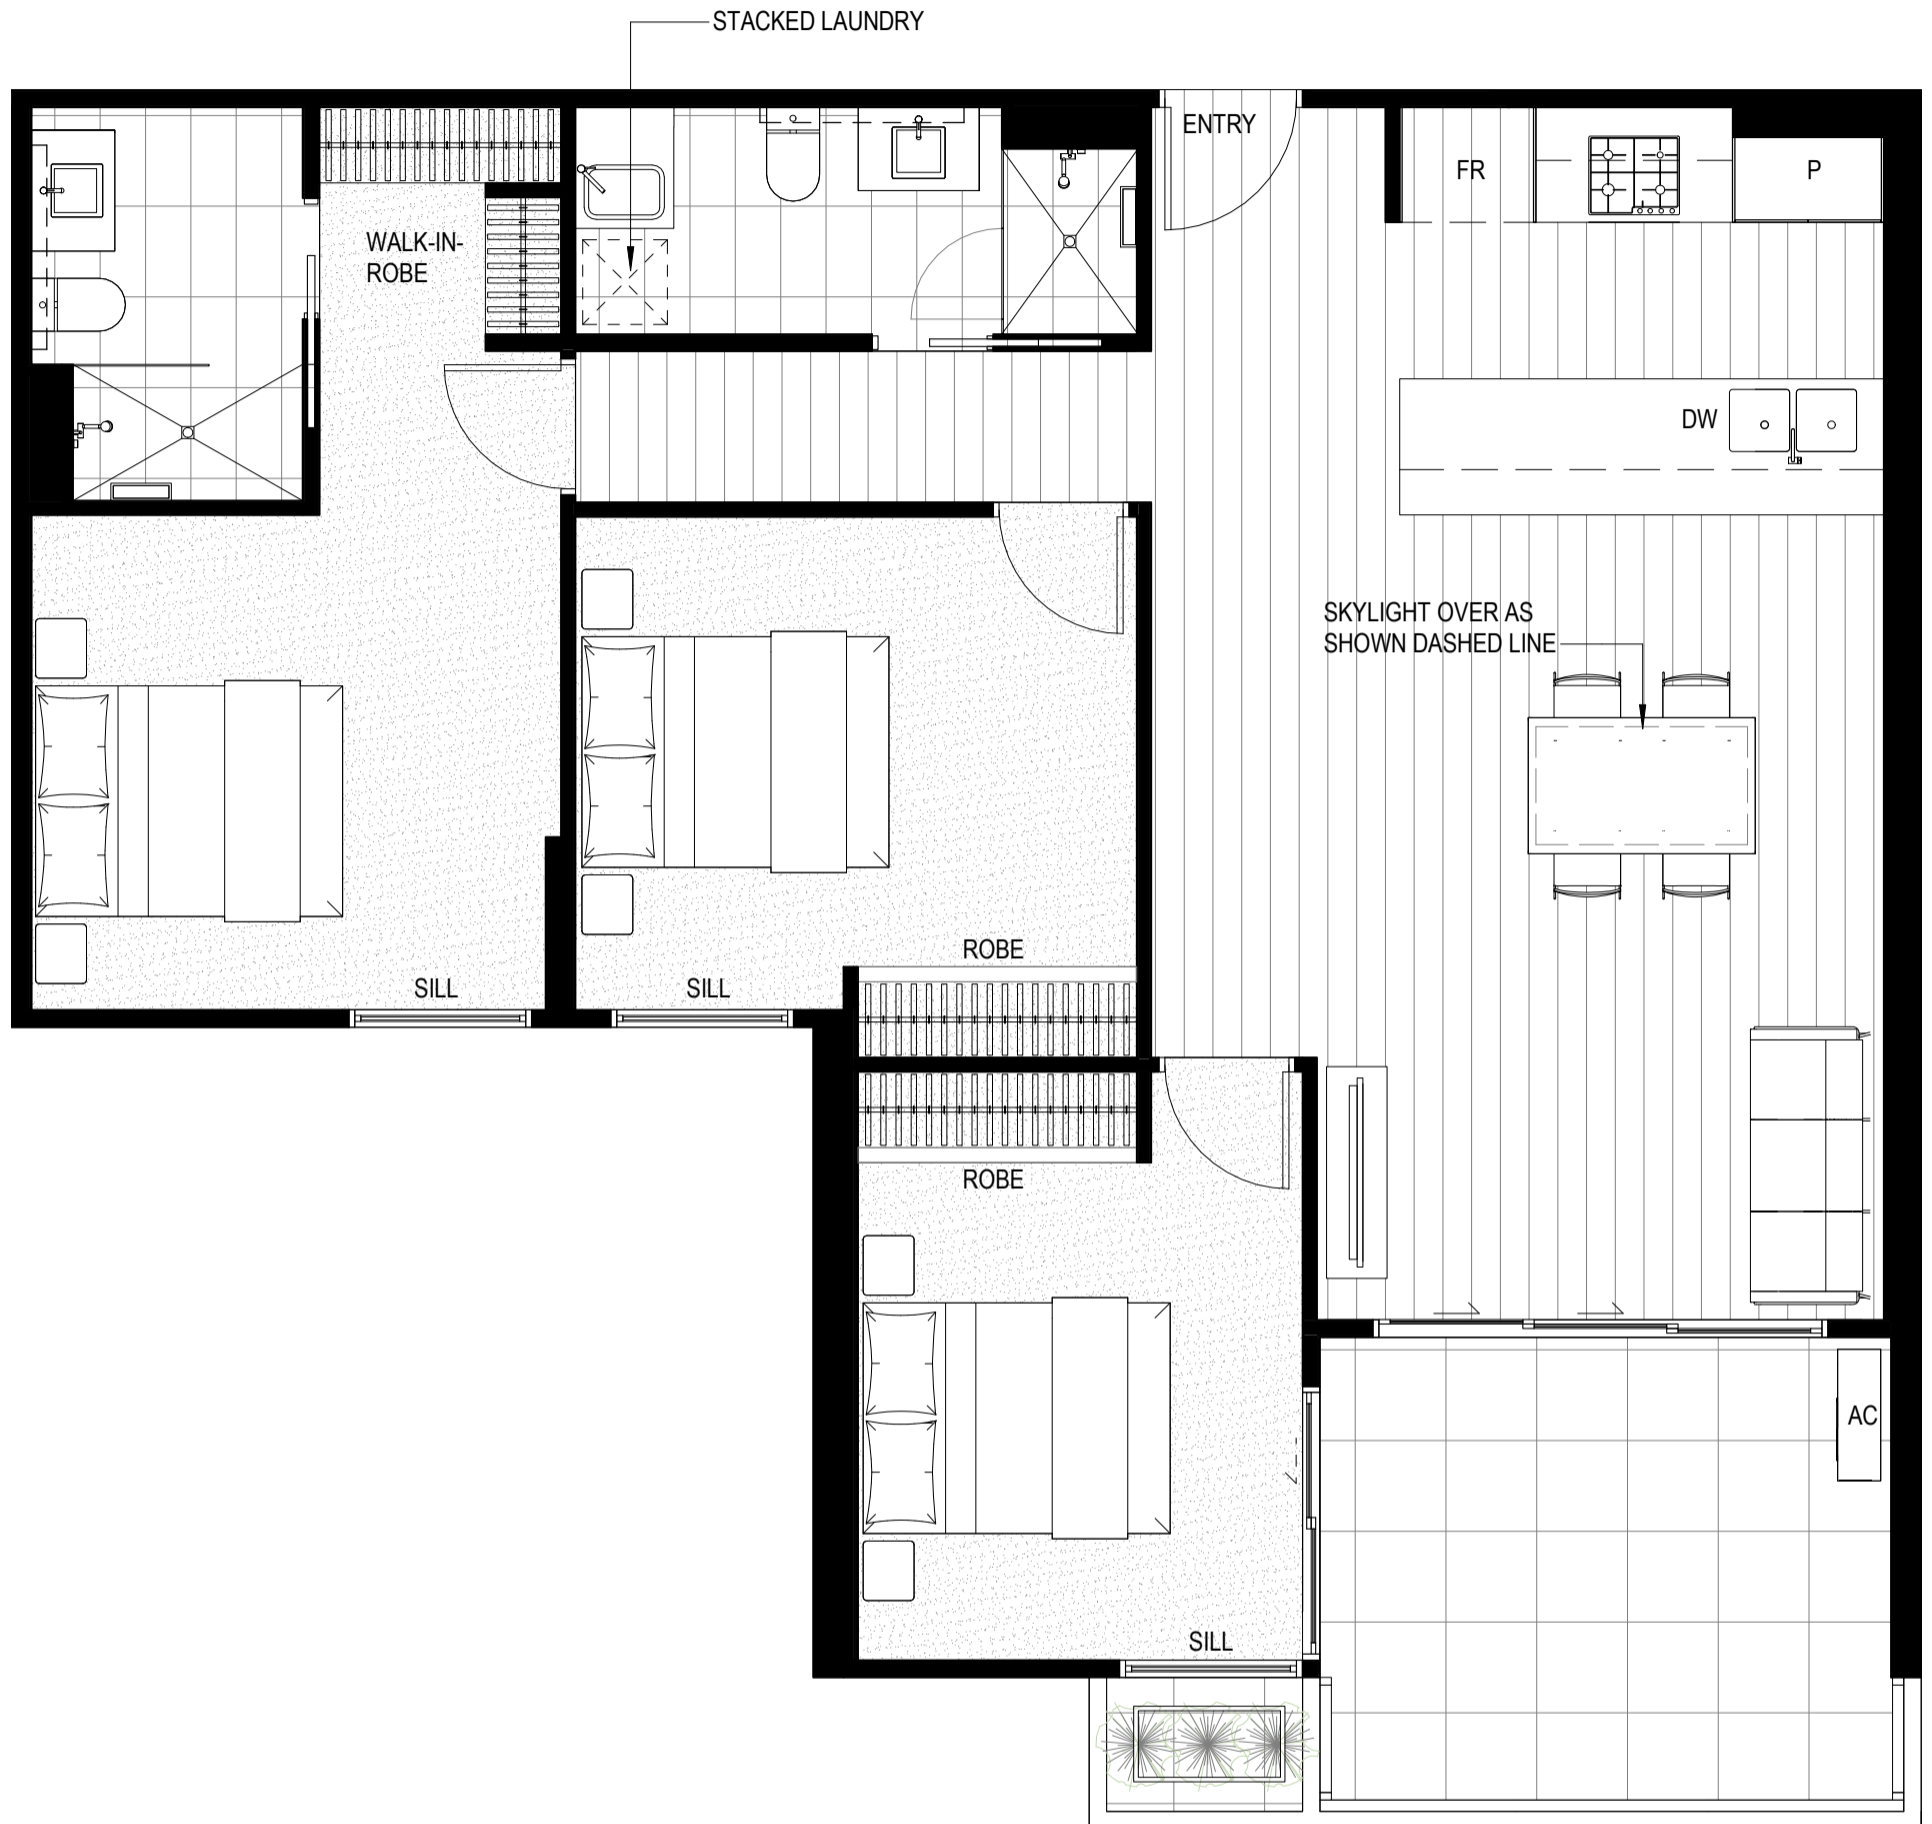 STACKED LAUNDRY
ENTRY
FR
P
WALK-IN-
ROBE
DW
SKYLIGHT OVER AS
SHOWN DASHED LINE
ROBE
SILL
SILL
ROBE
AC
SILL